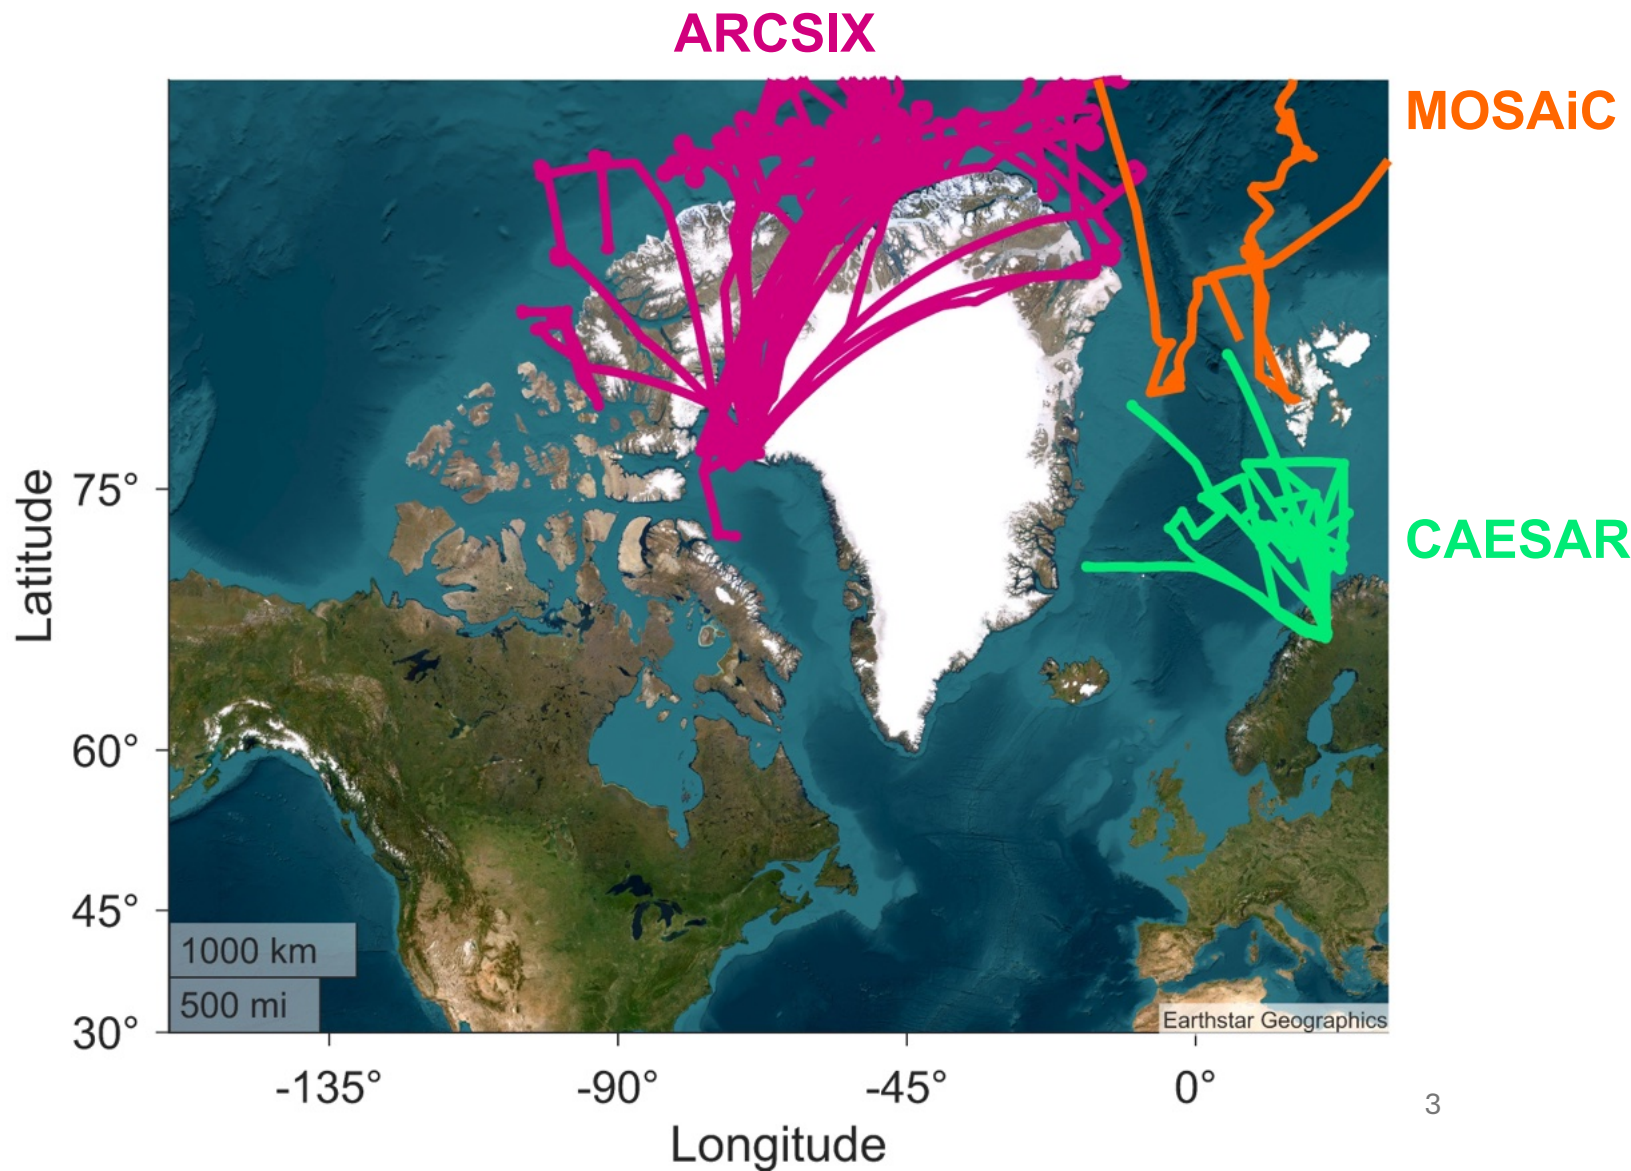 ARCSIX
MOSAiC
CAESAR
Latitude
75°
60°
45°
30°
1000 km
500 mi
Earthstar Geographics
-135°
-90°
-45°
0°
Longitude
3